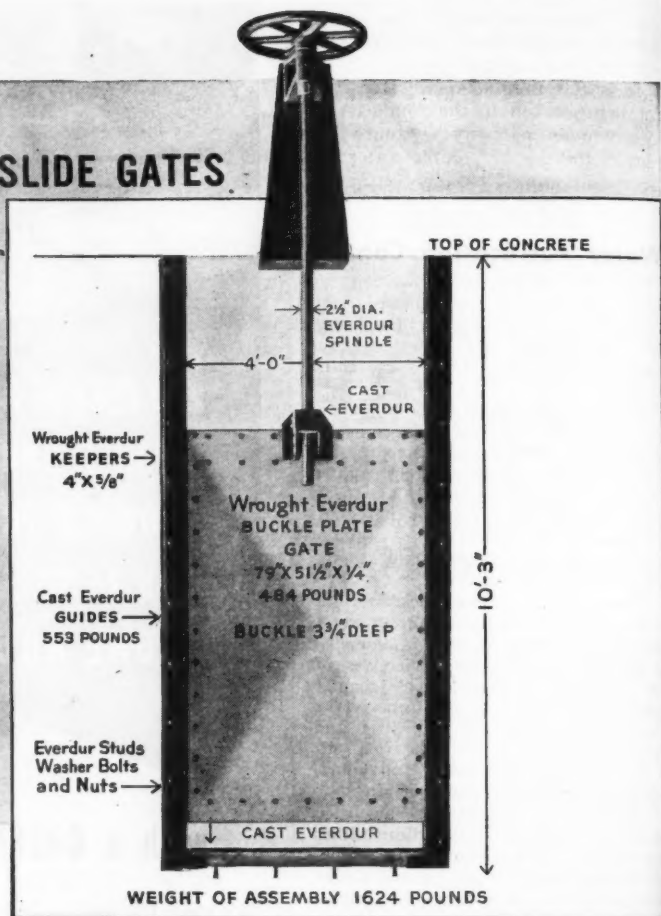 SLIDE GATES
TOP OF CONCRETE
2½" DIA.
EVERDUR
SPINDLE
4'-0"
CAST
EVERDUR
Wrought Everdur
KEEPERS
4"X 5/8"
Wrought Everdur
BUCKLE PLATE
GATE
79"X 51½"X ¼"
484 POUNDS
BUCKLE 3¾" DEEP
10'-3"
Cast Everdur
GUIDES
553 POUNDS
Everdur Studs
Washer Bolts
and Nuts
CAST EVERDUR
WEIGHT OF ASSEMBLY 1624 POUNDS